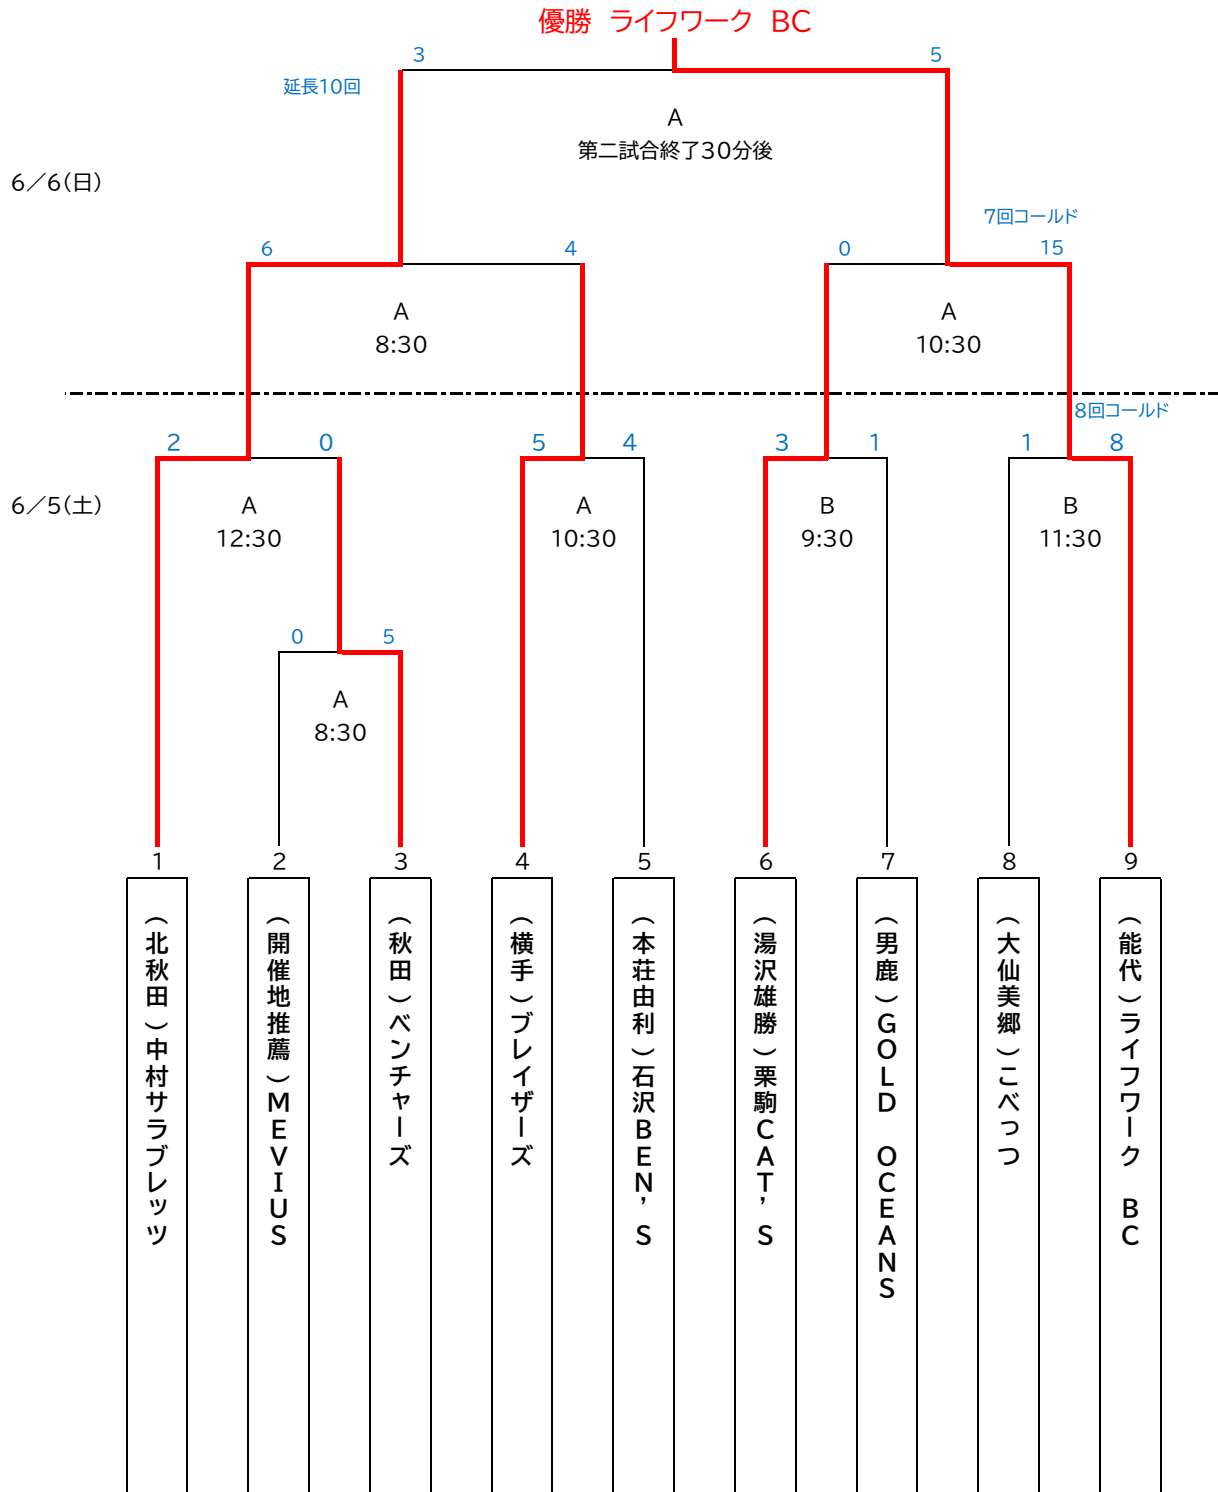 優勝　ライフワーク　BC
3
5
延長10回
A
第二試合終了30分後
6／6(日)
7回コールド
6
4
0
15
A
8:30
A
10:30
8回コールド
2
0
5
4
3
1
1
8
6／5(土)
A
12:30
A
10:30
B
9:30
B
11:30
0
5
A
8:30
1
2
3
4
5
6
7
8
9
（北秋田）中村サラブレッツ
（開催地推薦）MEVIUS
（秋田）ベンチャーズ
（横手）ブレイザーズ
（本荘由利）石沢BEN’S
（湯沢雄勝）栗駒CAT’S
（男鹿）GOLD　OCEANS
（大仙美郷）こべっつ
（能代）ライフワーク　BC